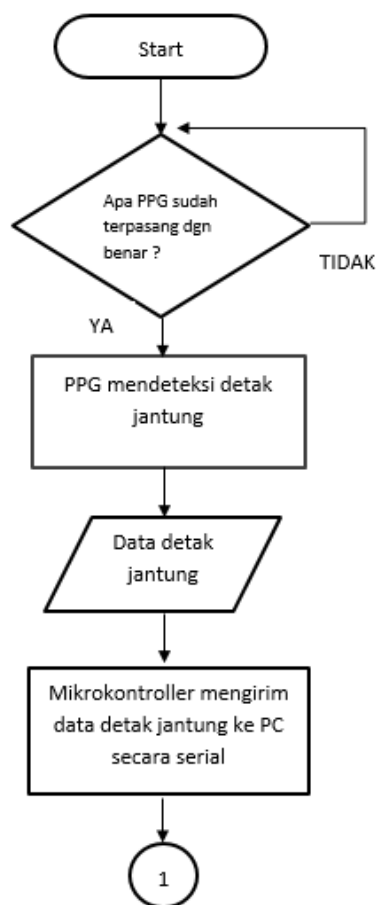 Start
Apa PPG sudah
terpasang dgn
benar ?
TIDAK
YA
PPG mendeteksi detak
jantung
Data detak
jantung
Mikrokontroller mengirim
data detak jantung ke PC
secara serial
1